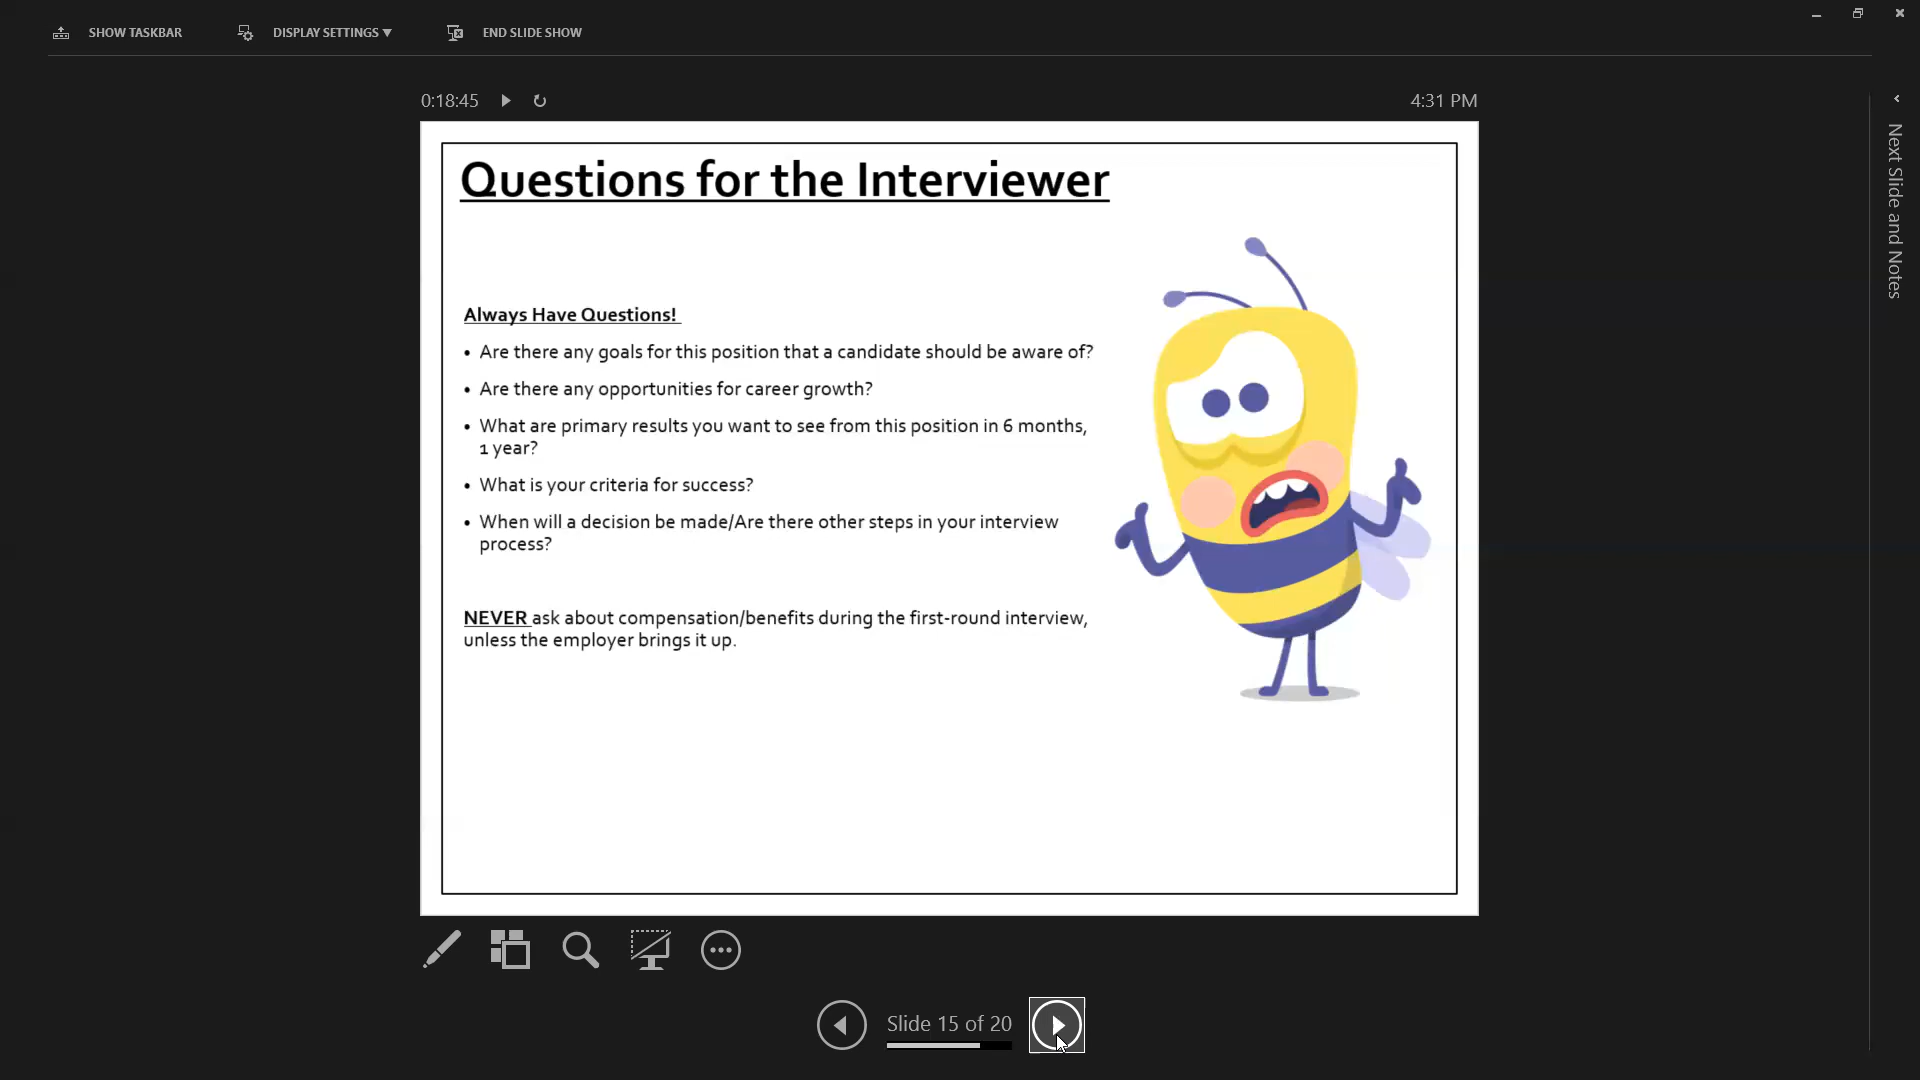 SHOW TASKBAR
DISPLAY SETTINGS ▼
END SLIDE SHOW
0:18:45
4:31 PM
Next Slide and Notes
Questions for the Interviewer
Always Have Questions!
• Are there any goals for this position that a candidate should be aware of?
• Are there any opportunities for career growth?
• What are primary results you want to see from this position in 6 months,
1 year?
• What is your criteria for success?
• When will a decision be made/Are there other steps in your interview
process?
NEVER ask about compensation/benefits during the first-round interview,
unless the employer brings it up.
Slide 15 of 20